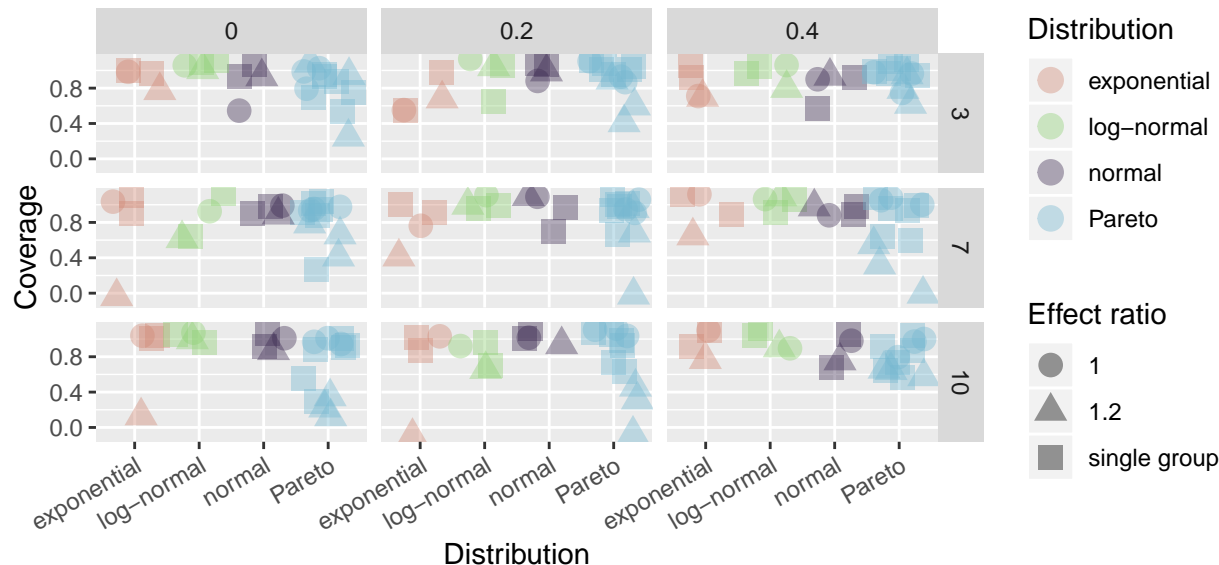 0
0.2
0.4
Coverage
0.8
0.4
0.0
3
0.8
0.4
0.0
7
0.8
0.4
0.0
10
exponential
log−normal
normal
Pareto
exponential
log−normal
normal
Pareto
exponential
log−normal
normal
Pareto
Distribution
Distribution
exponential
log−normal
normal
Pareto
Effect ratio
1
1.2
single group